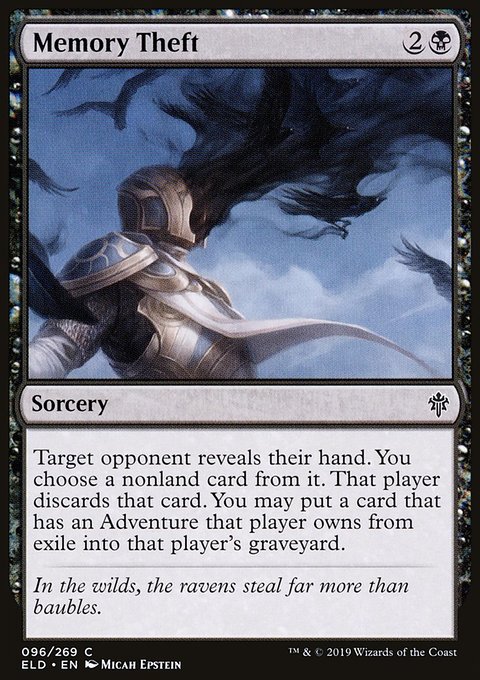 Memory Theft 2
Sorcery
Target opponent reveals their hand. You
choose a nonland card from it. That player
discards that card. You may put a card that
has an Adventure that player owns from
exile into that player's graveyard.
In the wilds, the ravens steal far more than
baubles.
096/269 C
ELD • EN Micah Epstein
™ & © 2019 Wizards of the Coast